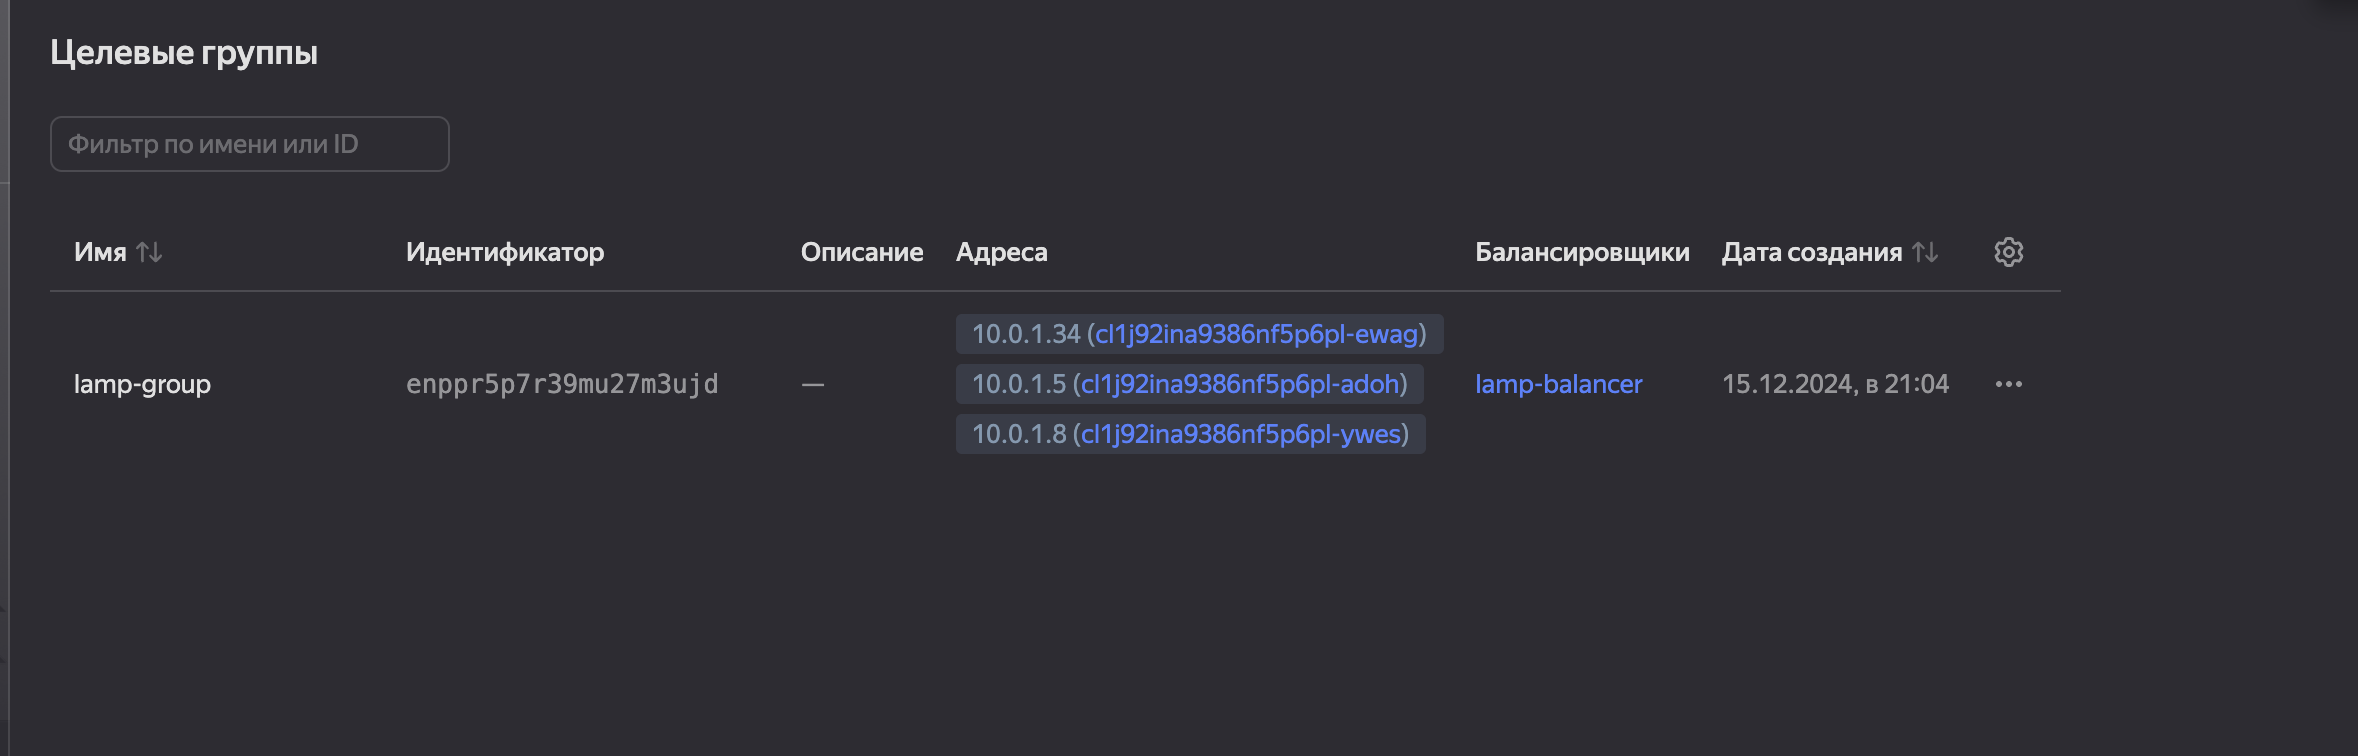 Целевые группы
Фильтр по имени или ID
Имя Идентификатор Описание Адреса Балансировщики Дата создания
10.0.1.34 (cl1j92ina9386nf5p6pl-ewag)
lamp-group enppr5p7r39mu27m3ujd — 10.0.1.5 (cl1j92ina9386nf5p6pl-adoh) lamp-balancer 15.12.2024, в 21:04
10.0.1.8 (cl1j92ina9386nf5p6pl-ywes)